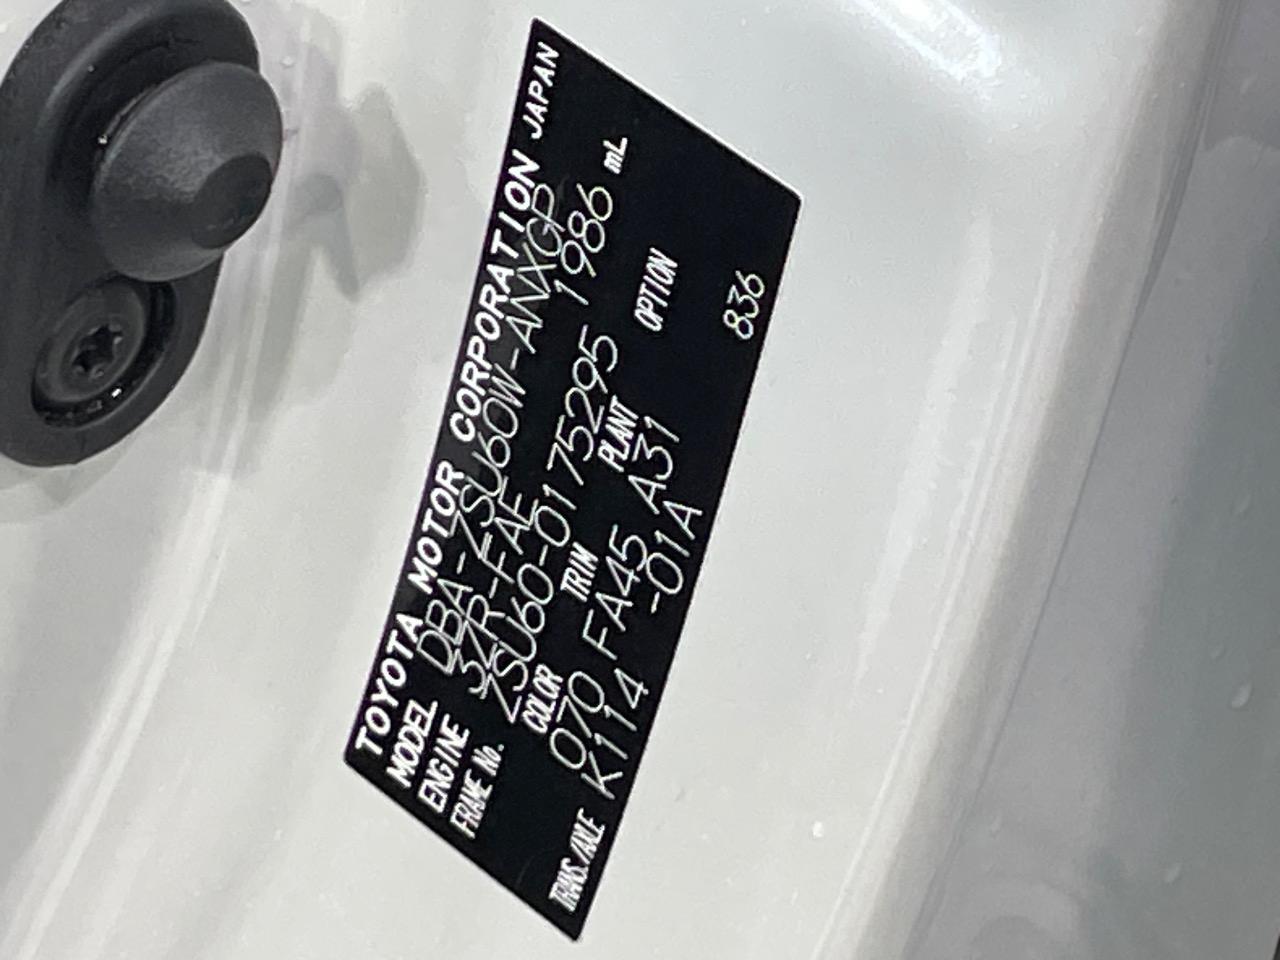 TOYOTA MOTOR CORPORATION JAPAN
MODEL DBA-ZSU60W-ANXGP
ENGINE 3ZR-FAE 1986 mL
FRAME No. ZSU60-0175295
COLOR TRIM PLANT OPTION
070 FA45 A31
TRANS./AXLE K114 -01A 836